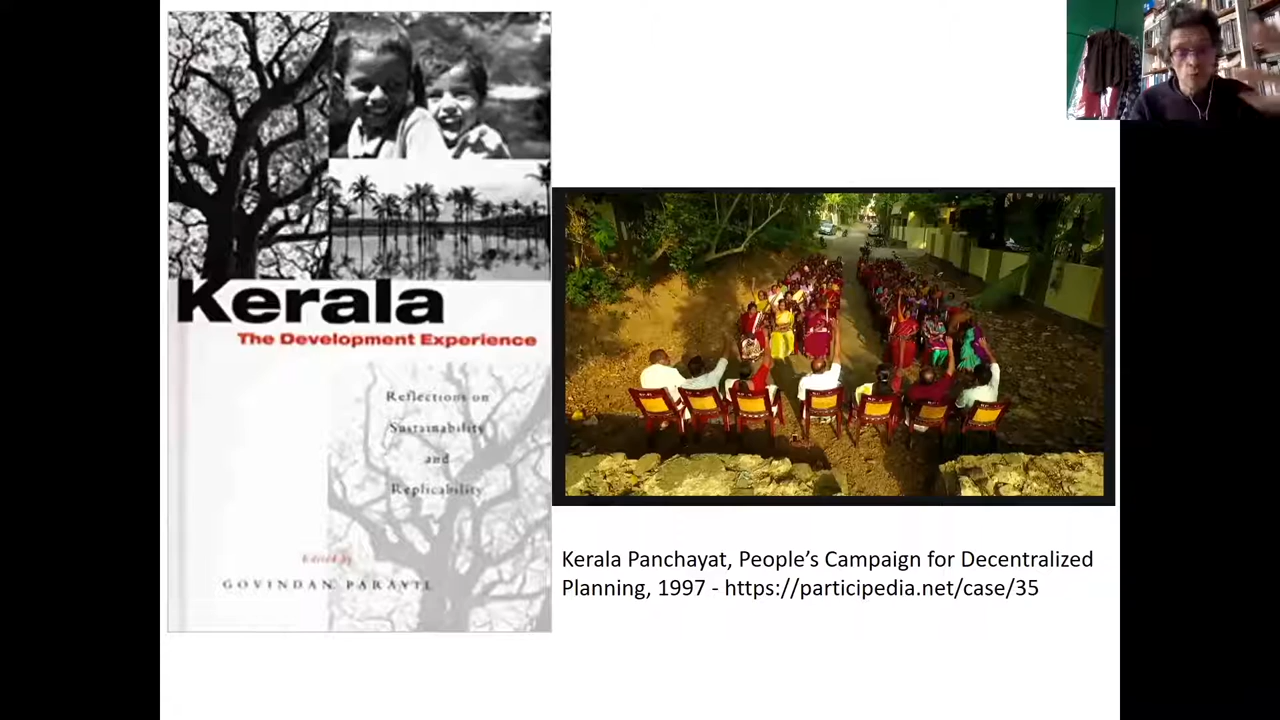 Kerala
The Development Experience
Reflections on
Sustainability
and
Replicability
Edited by
GOVINDAN PARAYIL
Kerala Panchayat, People’s Campaign for Decentralized
Planning, 1997 - https://participedia.net/case/35